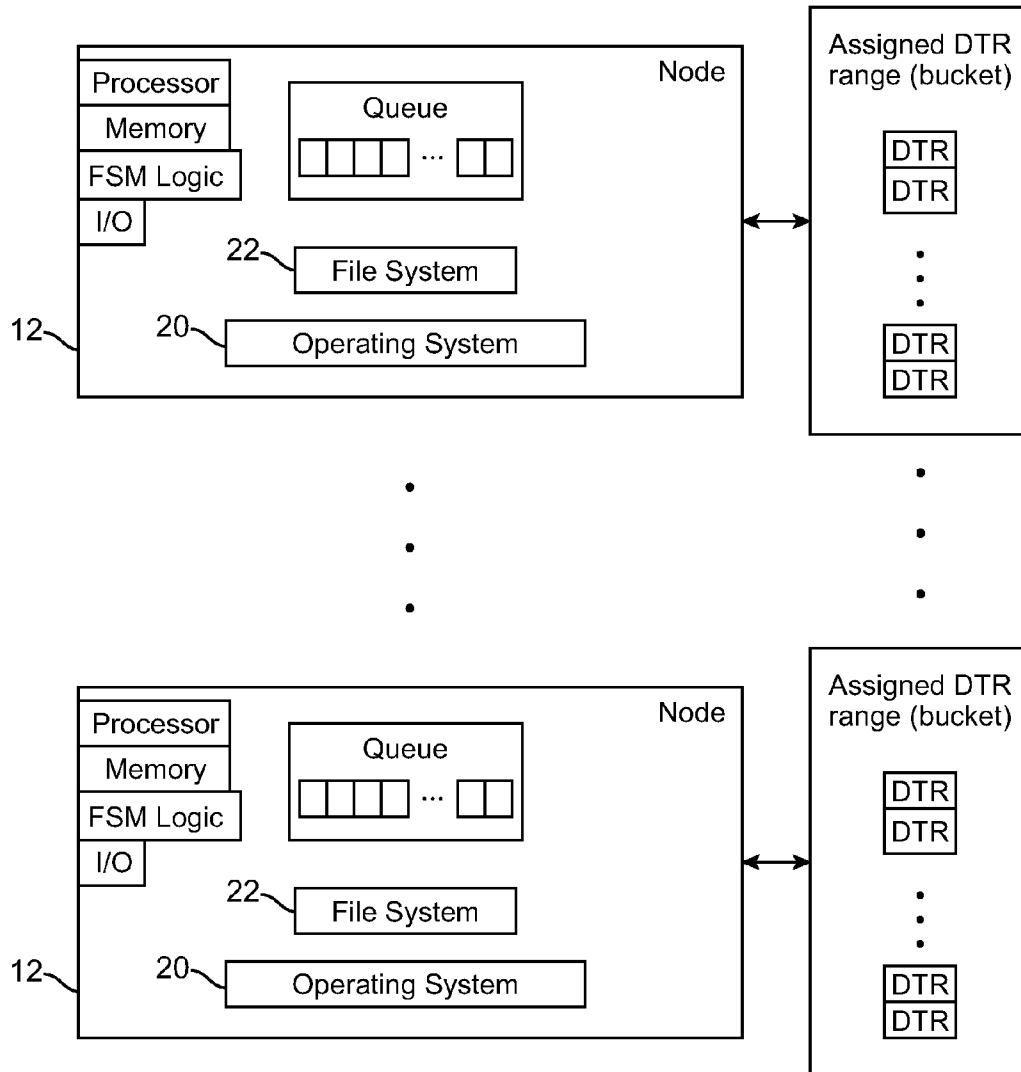 Processor
Memory
FSM Logic
I/O
Queue
...
Node
22
File System
12
20
Operating System
Assigned DTR
range (bucket)
DTR
DTR
DTR
DTR
Processor
Memory
FSM Logic
I/O
Queue
...
Node
22
File System
12
20
Operating System
Assigned DTR
range (bucket)
DTR
DTR
DTR
DTR